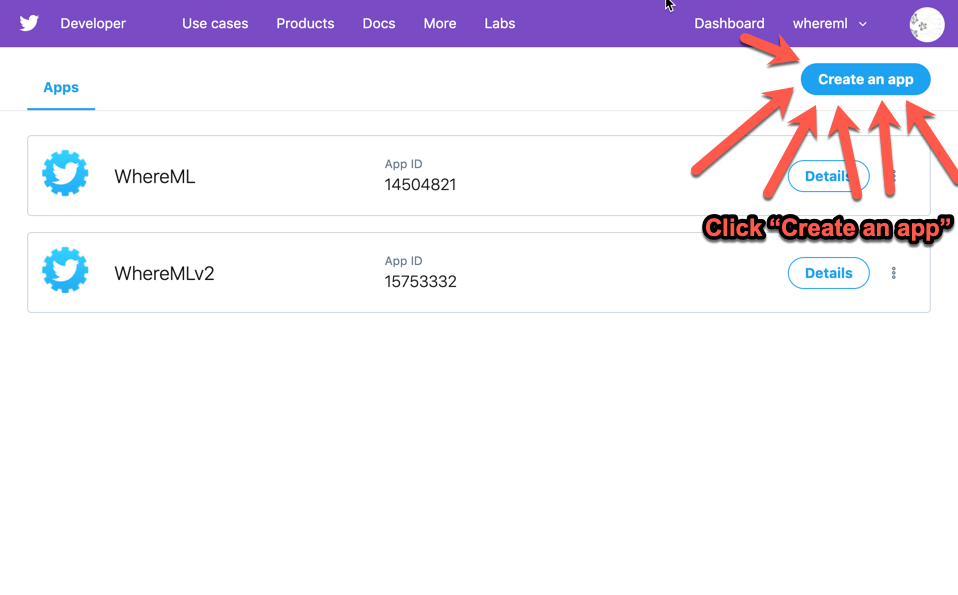 Developer Use cases Products Docs More Labs Dashboard whereml
Apps
Create an app
App ID
WhereML
14504821
Details
Click “Create an app”
App ID
WhereMLv2
15753332
Details